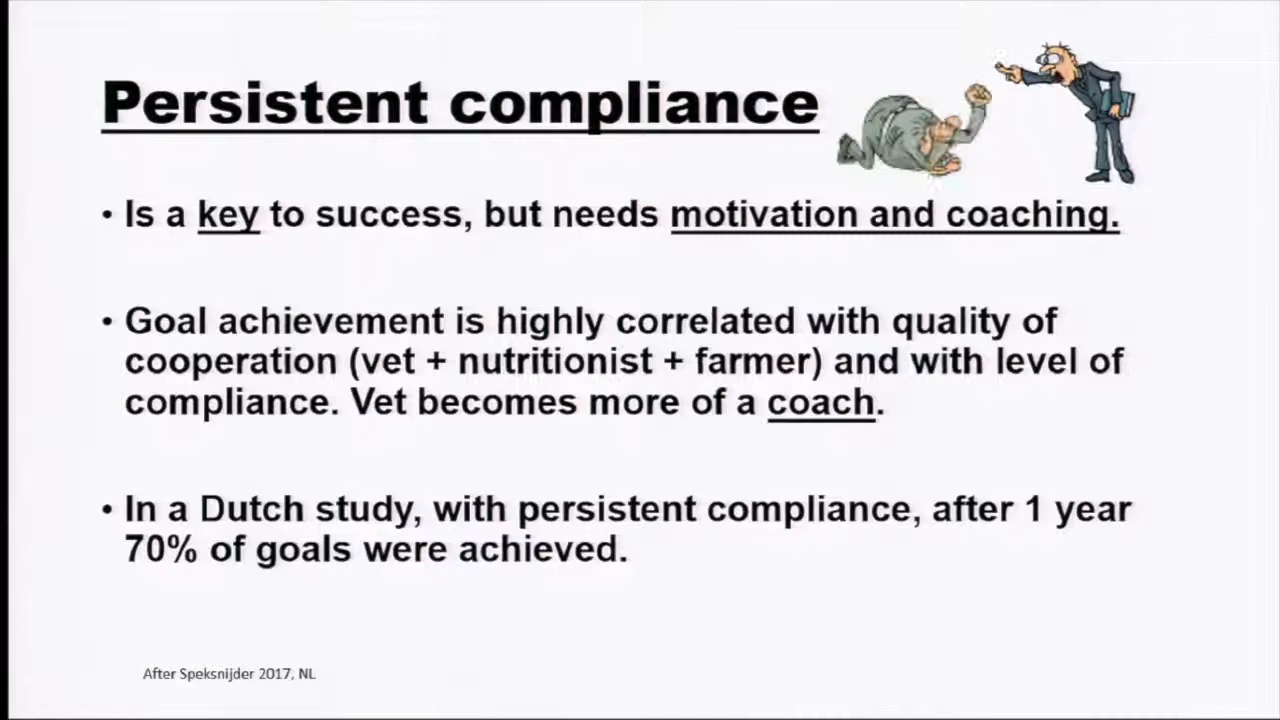 Persistent compliance
• Is a key to success, but needs motivation and coaching.
• Goal achievement is highly correlated with quality of
cooperation (vet + nutritionist + farmer) and with level of
compliance. Vet becomes more of a coach.
• In a Dutch study, with persistent compliance, after 1 year
70% of goals were achieved.
After Speksnijder 2017, NL